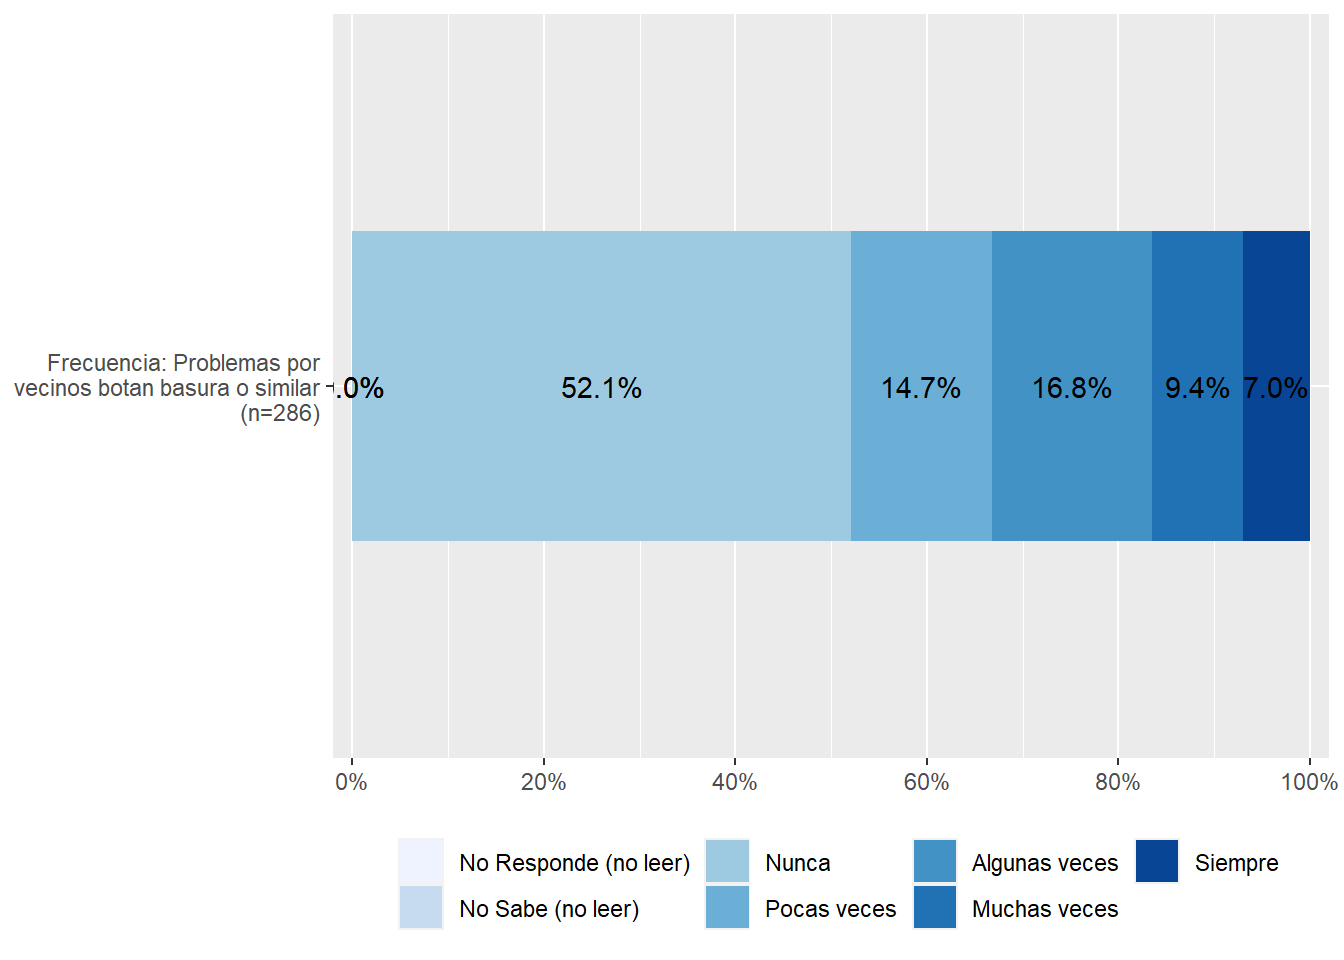 Frecuencia: Problemas por
vecinos botan basura o similar
(n=286)
.0% 52.1% 14.7% 16.8% 9.4% 7.0%
0% 20% 40% 60% 80% 100%
No Responde (no leer) Nunca Algunas veces Siempre
No Sabe (no leer) Pocas veces Muchas veces